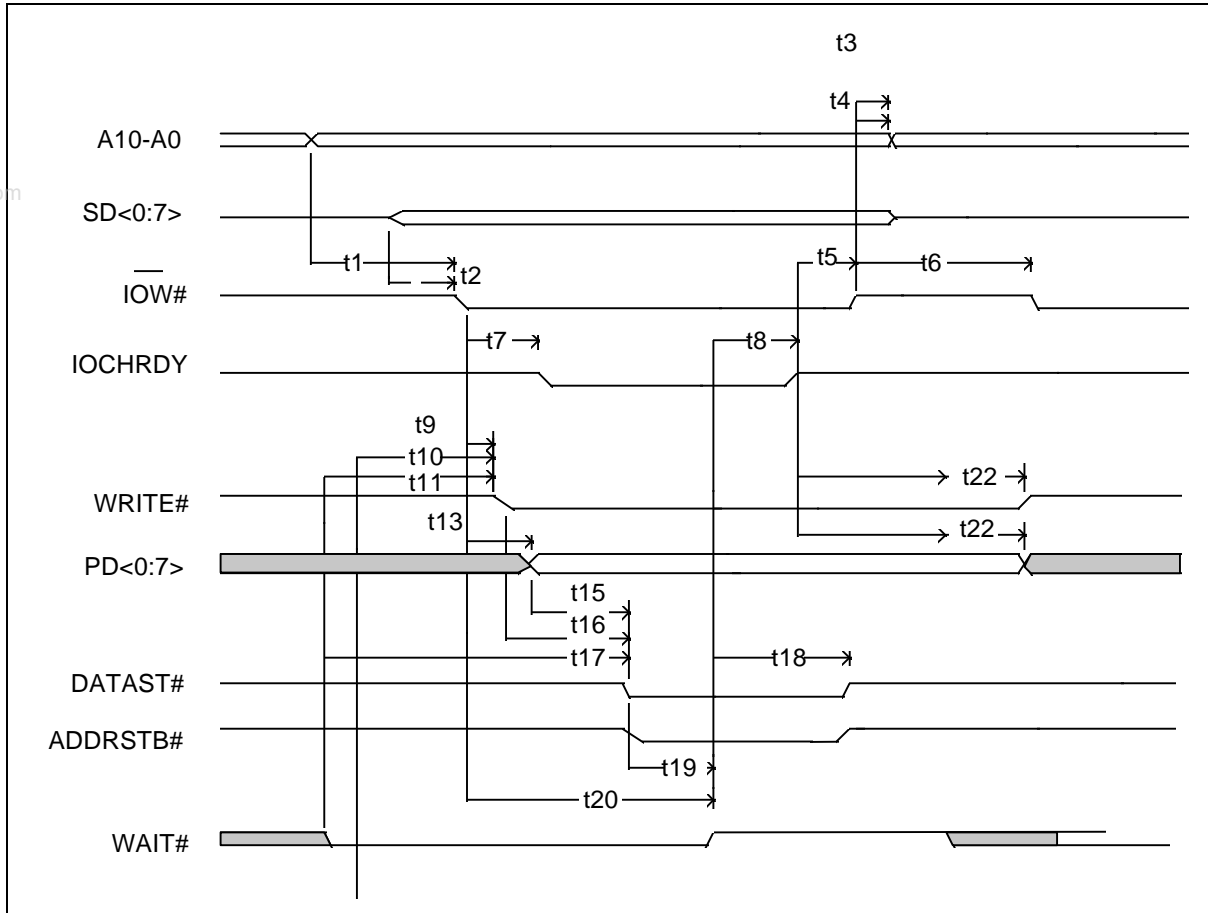 t3
t4
A10-A0
om
SD<0:7>
t1
t2
t5
t6
IOW#
t7
t8
IOCHRDY
t9
t10
t11
t22
WRITE#
t13
t22
PD<0:7>
t15
t16
t17
t18
DATAST#
ADDRSTB#
t19
t20
WAIT#